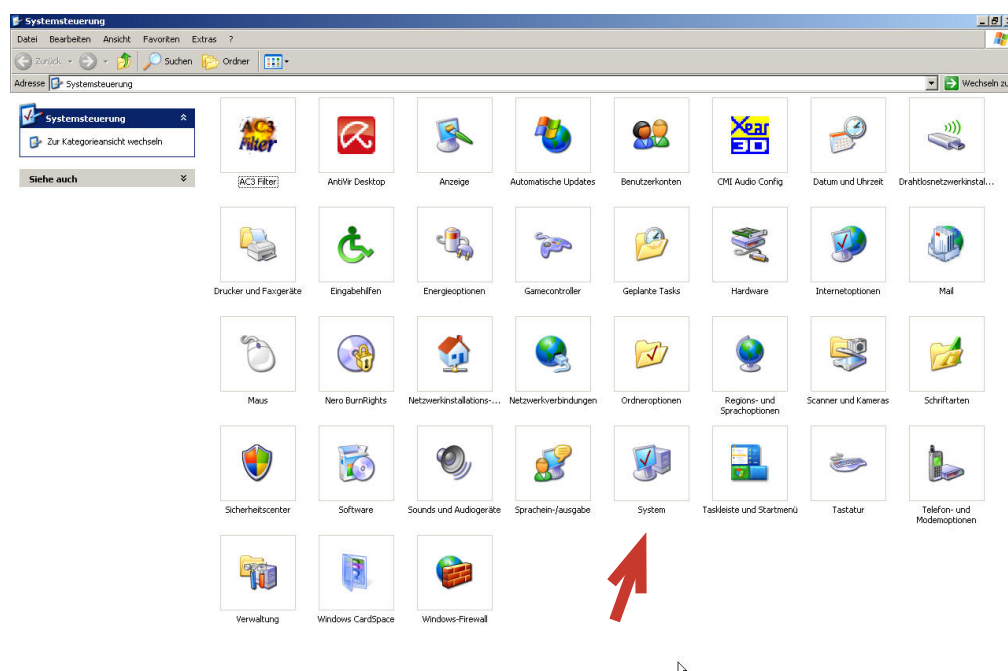 Systemsteuerung
Datei Bearbeiten Ansicht Favoriten Extras ?
Zurück Suchen Ordner
Adresse Systemsteuerung Wechseln zu
Systemsteuerung
Zur Kategorieansicht wechseln
Siehe auch
AC3 Filter
Xear 3D
AC3 Filter AntiVir Desktop Anzeige Automatische Updates Benutzerkonten CMI Audio Config Datum und Uhrzeit Drahtlosnetzwerkinstal...
Drucker und Faxgeräte Eingabehilfen Energieoptionen Gamecontroller Geplante Tasks Hardware Internetoptionen Mail
Maus Nero BurnRights Netzwerkinstallations-... Netzwerkverbindungen Ordneroptionen Regions- und Sprachoptionen Scanner und Kameras Schriftarten
Sicherheitscenter Software Sounds und Audiogeräte Sprachein-/ausgabe System Taskleiste und Startmenü Tastatur Telefon- und Modemoptionen
Verwaltung Windows CardSpace Windows-Firewall